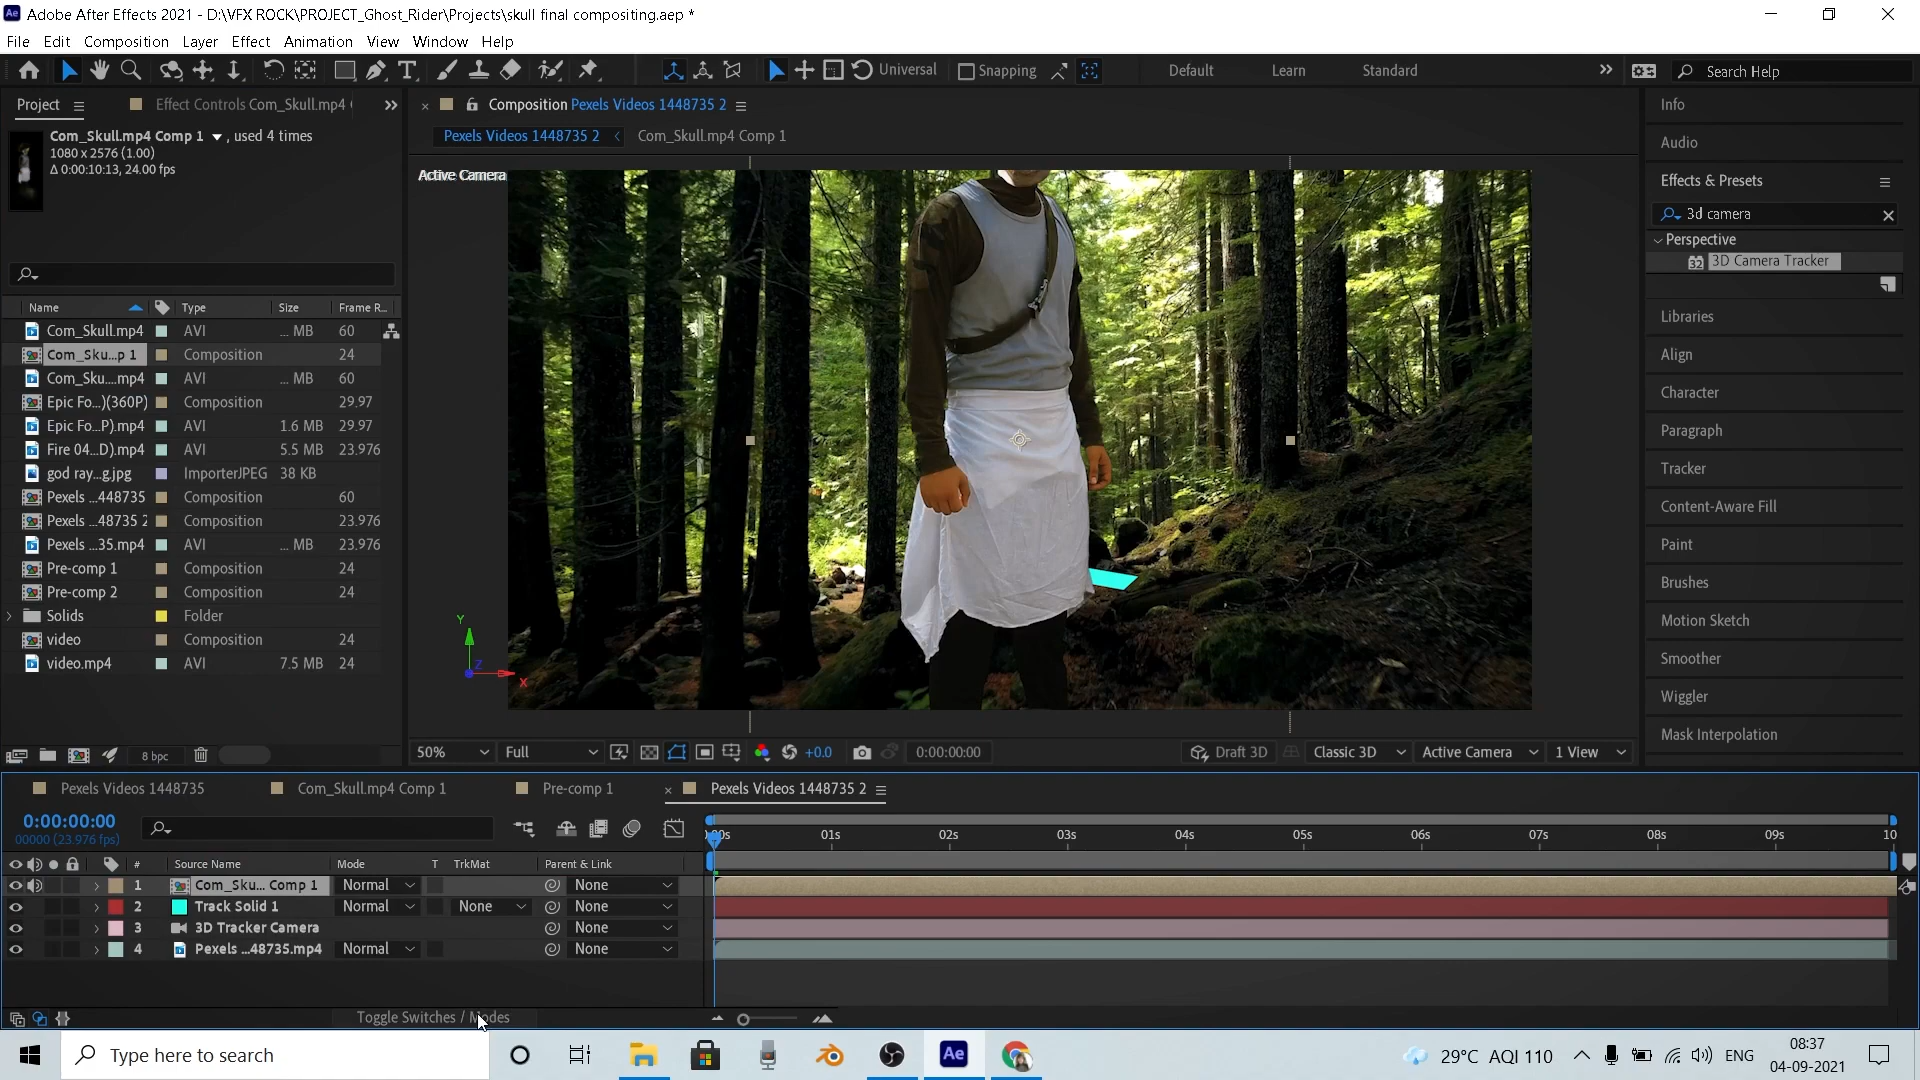 Adobe After Effects 2021 - D:\VFX ROCK\PROJECT_Ghost_Rider\Projects\skull final compositing.aep *
File Edit Composition Layer Effect Animation View Window Help
Universal Snapping Default Learn Standard Search Help
Project Effect Controls Com_Skull.mp4
Com_Skull.mp4 Comp 1 , used 4 times
1080 x 2576 (1.00)
Δ 0:00:10:13, 24.00 fps
Name Type Size Frame R...
Com_Skull.mp4 AVI ... MB 60
Com_Sku...p 1 Composition 24
Com_Sku....mp4 AVI ... MB 60
Epic Fo...)(360P) Composition 29.97
Epic Fo...P).mp4 AVI 1.6 MB 29.97
Fire 04...D).mp4 AVI 5.5 MB 23.976
god ray...g.jpg ImporterJPEG 38 KB
Pexels ...448735 Composition 60
Pexels ...48735 2 Composition 23.976
Pexels ...35.mp4 AVI ... MB 23.976
Pre-comp 1 Composition 24
Pre-comp 2 Composition 24
Solids Folder
video Composition 24
video.mp4 AVI 7.5 MB 24
8 bpc
Composition Pexels Videos 1448735 2
Pexels Videos 1448735 2 Com_Skull.mp4 Comp 1
Active Camera
Y
Z
X
50% Full +0.0 0:00:00:00 Draft 3D Classic 3D Active Camera 1 View
Info
Audio
Effects & Presets
3d camera
Perspective
32 3D Camera Tracker
Libraries
Align
Character
Paragraph
Tracker
Content-Aware Fill
Paint
Brushes
Motion Sketch
Smoother
Wiggler
Mask Interpolation
Pexels Videos 1448735 Com_Skull.mp4 Comp 1 Pre-comp 1 Pexels Videos 1448735 2
0:00:00:00
00000 (23.976 fps)
01s 02s 03s 04s 05s 06s 07s 08s 09s 10
# Source Name Mode T TrkMat Parent & Link
1 Com_Sku... Comp 1 Normal None
2 Track Solid 1 Normal None None
3 3D Tracker Camera None
4 Pexels ...48735.mp4 Normal None
Toggle Switches / Modes
Type here to search Ae 29°C AQI 110 ENG 08:37
04-09-2021